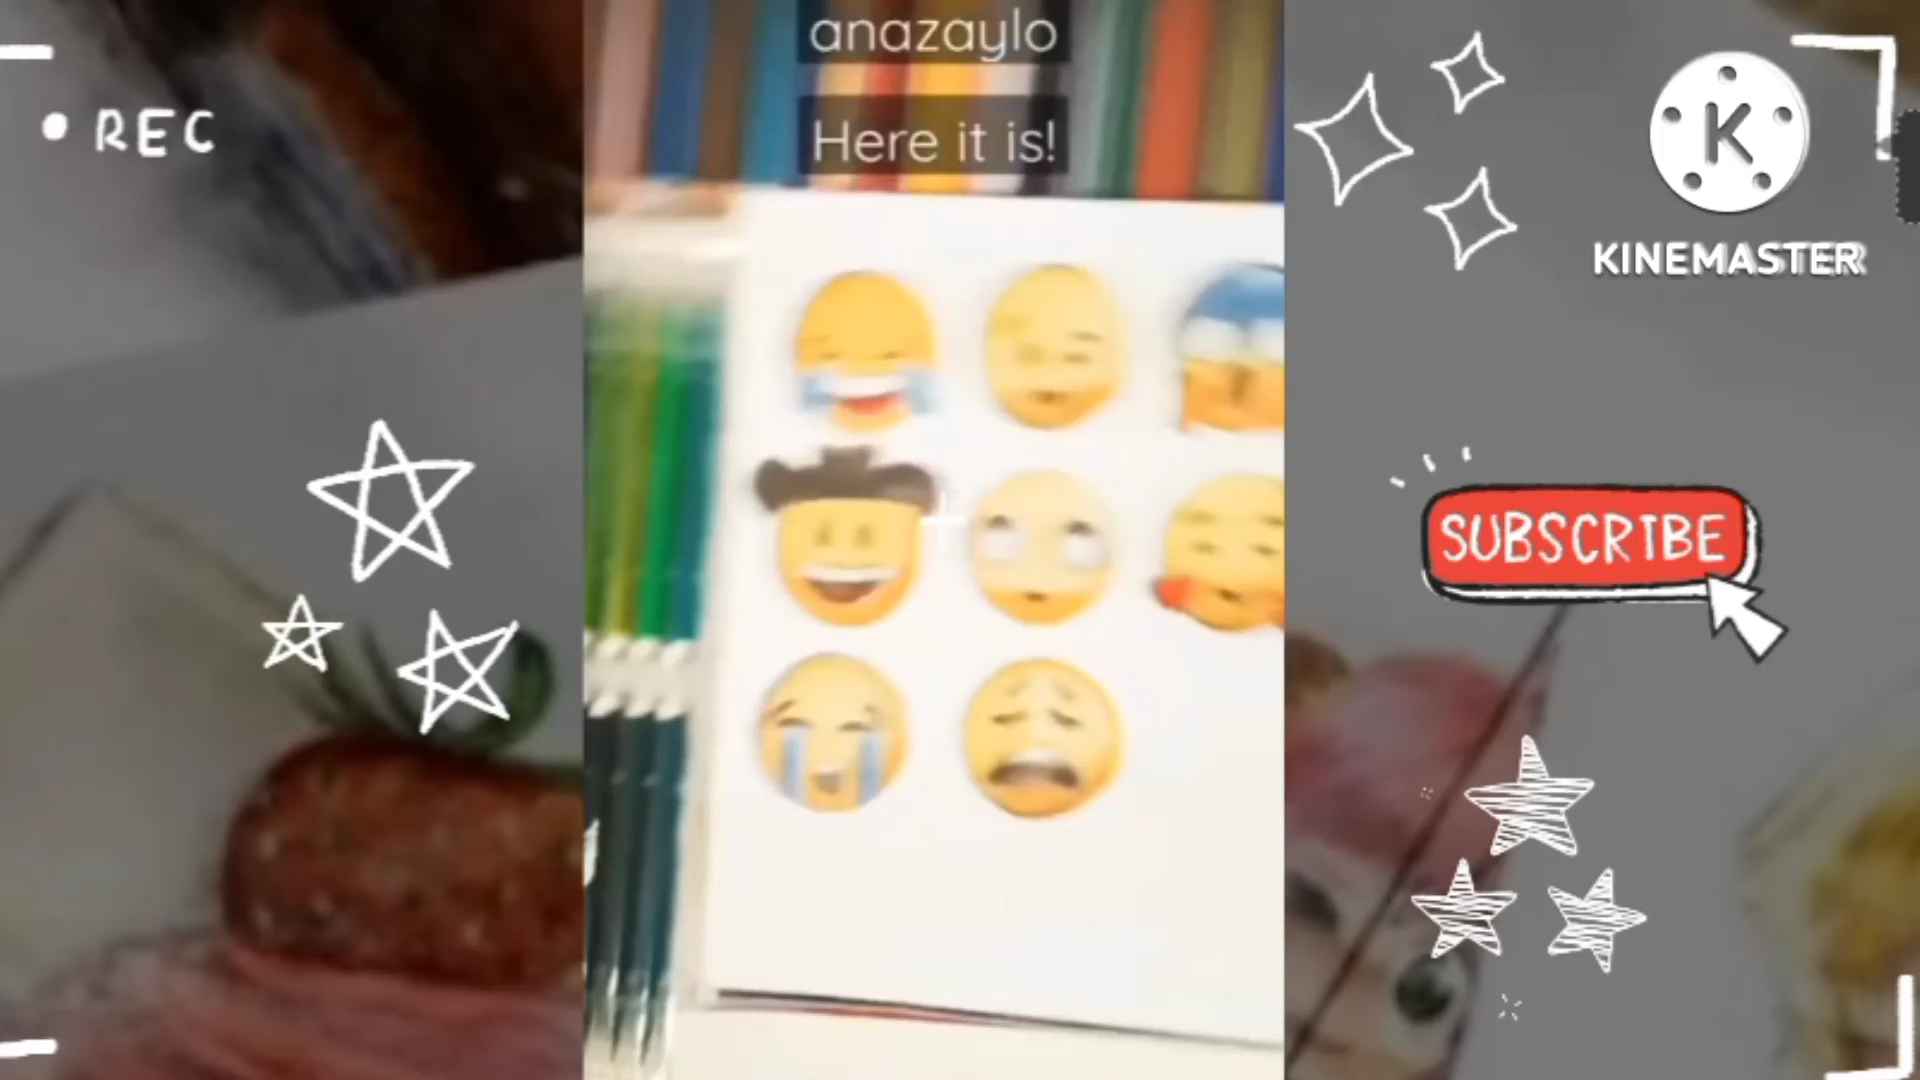 anazaylo
Here it is!
• REC
K
KINEMASTER
SUBSCRIBE